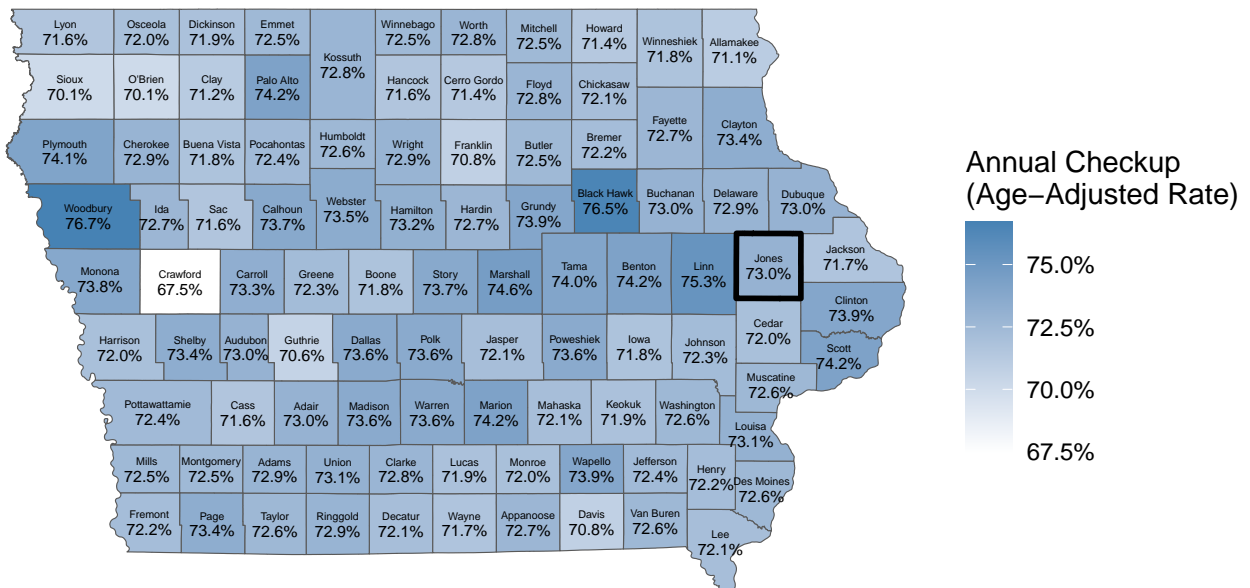 Lyon
71.6%
Osceola
72.0%
Dickinson
71.9%
Emmet
72.5%
Kossuth
72.8%
Winnebago
72.5%
Worth
72.8%
Mitchell
72.5%
Howard
71.4%
Winneshiek
71.8%
Allamakee
71.1%
Sioux
70.1%
O'Brien
70.1%
Clay
71.2%
Palo Alto
74.2%
Hancock
71.6%
Cerro Gordo
71.4%
Floyd
72.8%
Chickasaw
72.1%
Fayette
72.7%
Clayton
73.4%
Plymouth
74.1%
Cherokee
72.9%
Buena Vista
71.8%
Pocahontas
72.4%
Humboldt
72.6%
Wright
72.9%
Franklin
70.8%
Butler
72.5%
Bremer
72.2%
Woodbury
76.7%
Ida
72.7%
Sac
71.6%
Calhoun
73.7%
Webster
73.5%
Hamilton
73.2%
Hardin
72.7%
Grundy
73.9%
Black Hawk
76.5%
Buchanan
73.0%
Delaware
72.9%
Dubuque
73.0%
Monona
73.8%
Crawford
67.5%
Carroll
73.3%
Greene
72.3%
Boone
71.8%
Story
73.7%
Marshall
74.6%
Tama
74.0%
Benton
74.2%
Linn
75.3%
Jones
73.0%
Jackson
71.7%
Clinton
73.9%
Harrison
72.0%
Shelby
73.4%
Audubon
73.0%
Guthrie
70.6%
Dallas
73.6%
Polk
73.6%
Jasper
72.1%
Poweshiek
73.6%
Iowa
71.8%
Johnson
72.3%
Cedar
72.0%
Scott
74.2%
Muscatine
72.6%
Pottawattamie
72.4%
Cass
71.6%
Adair
73.0%
Madison
73.6%
Warren
73.6%
Marion
74.2%
Mahaska
72.1%
Keokuk
71.9%
Washington
72.6%
Louisa
73.1%
Mills
72.5%
Montgomery
72.5%
Adams
72.9%
Union
73.1%
Clarke
72.8%
Lucas
71.9%
Monroe
72.0%
Wapello
73.9%
Jefferson
72.4%
Henry
72.2%
Des Moines
72.6%
Fremont
72.2%
Page
73.4%
Taylor
72.6%
Ringgold
72.9%
Decatur
72.1%
Wayne
71.7%
Appanoose
72.7%
Davis
70.8%
Van Buren
72.6%
Lee
72.1%
Annual Checkup
(Age−Adjusted Rate)
75.0%
72.5%
70.0%
67.5%